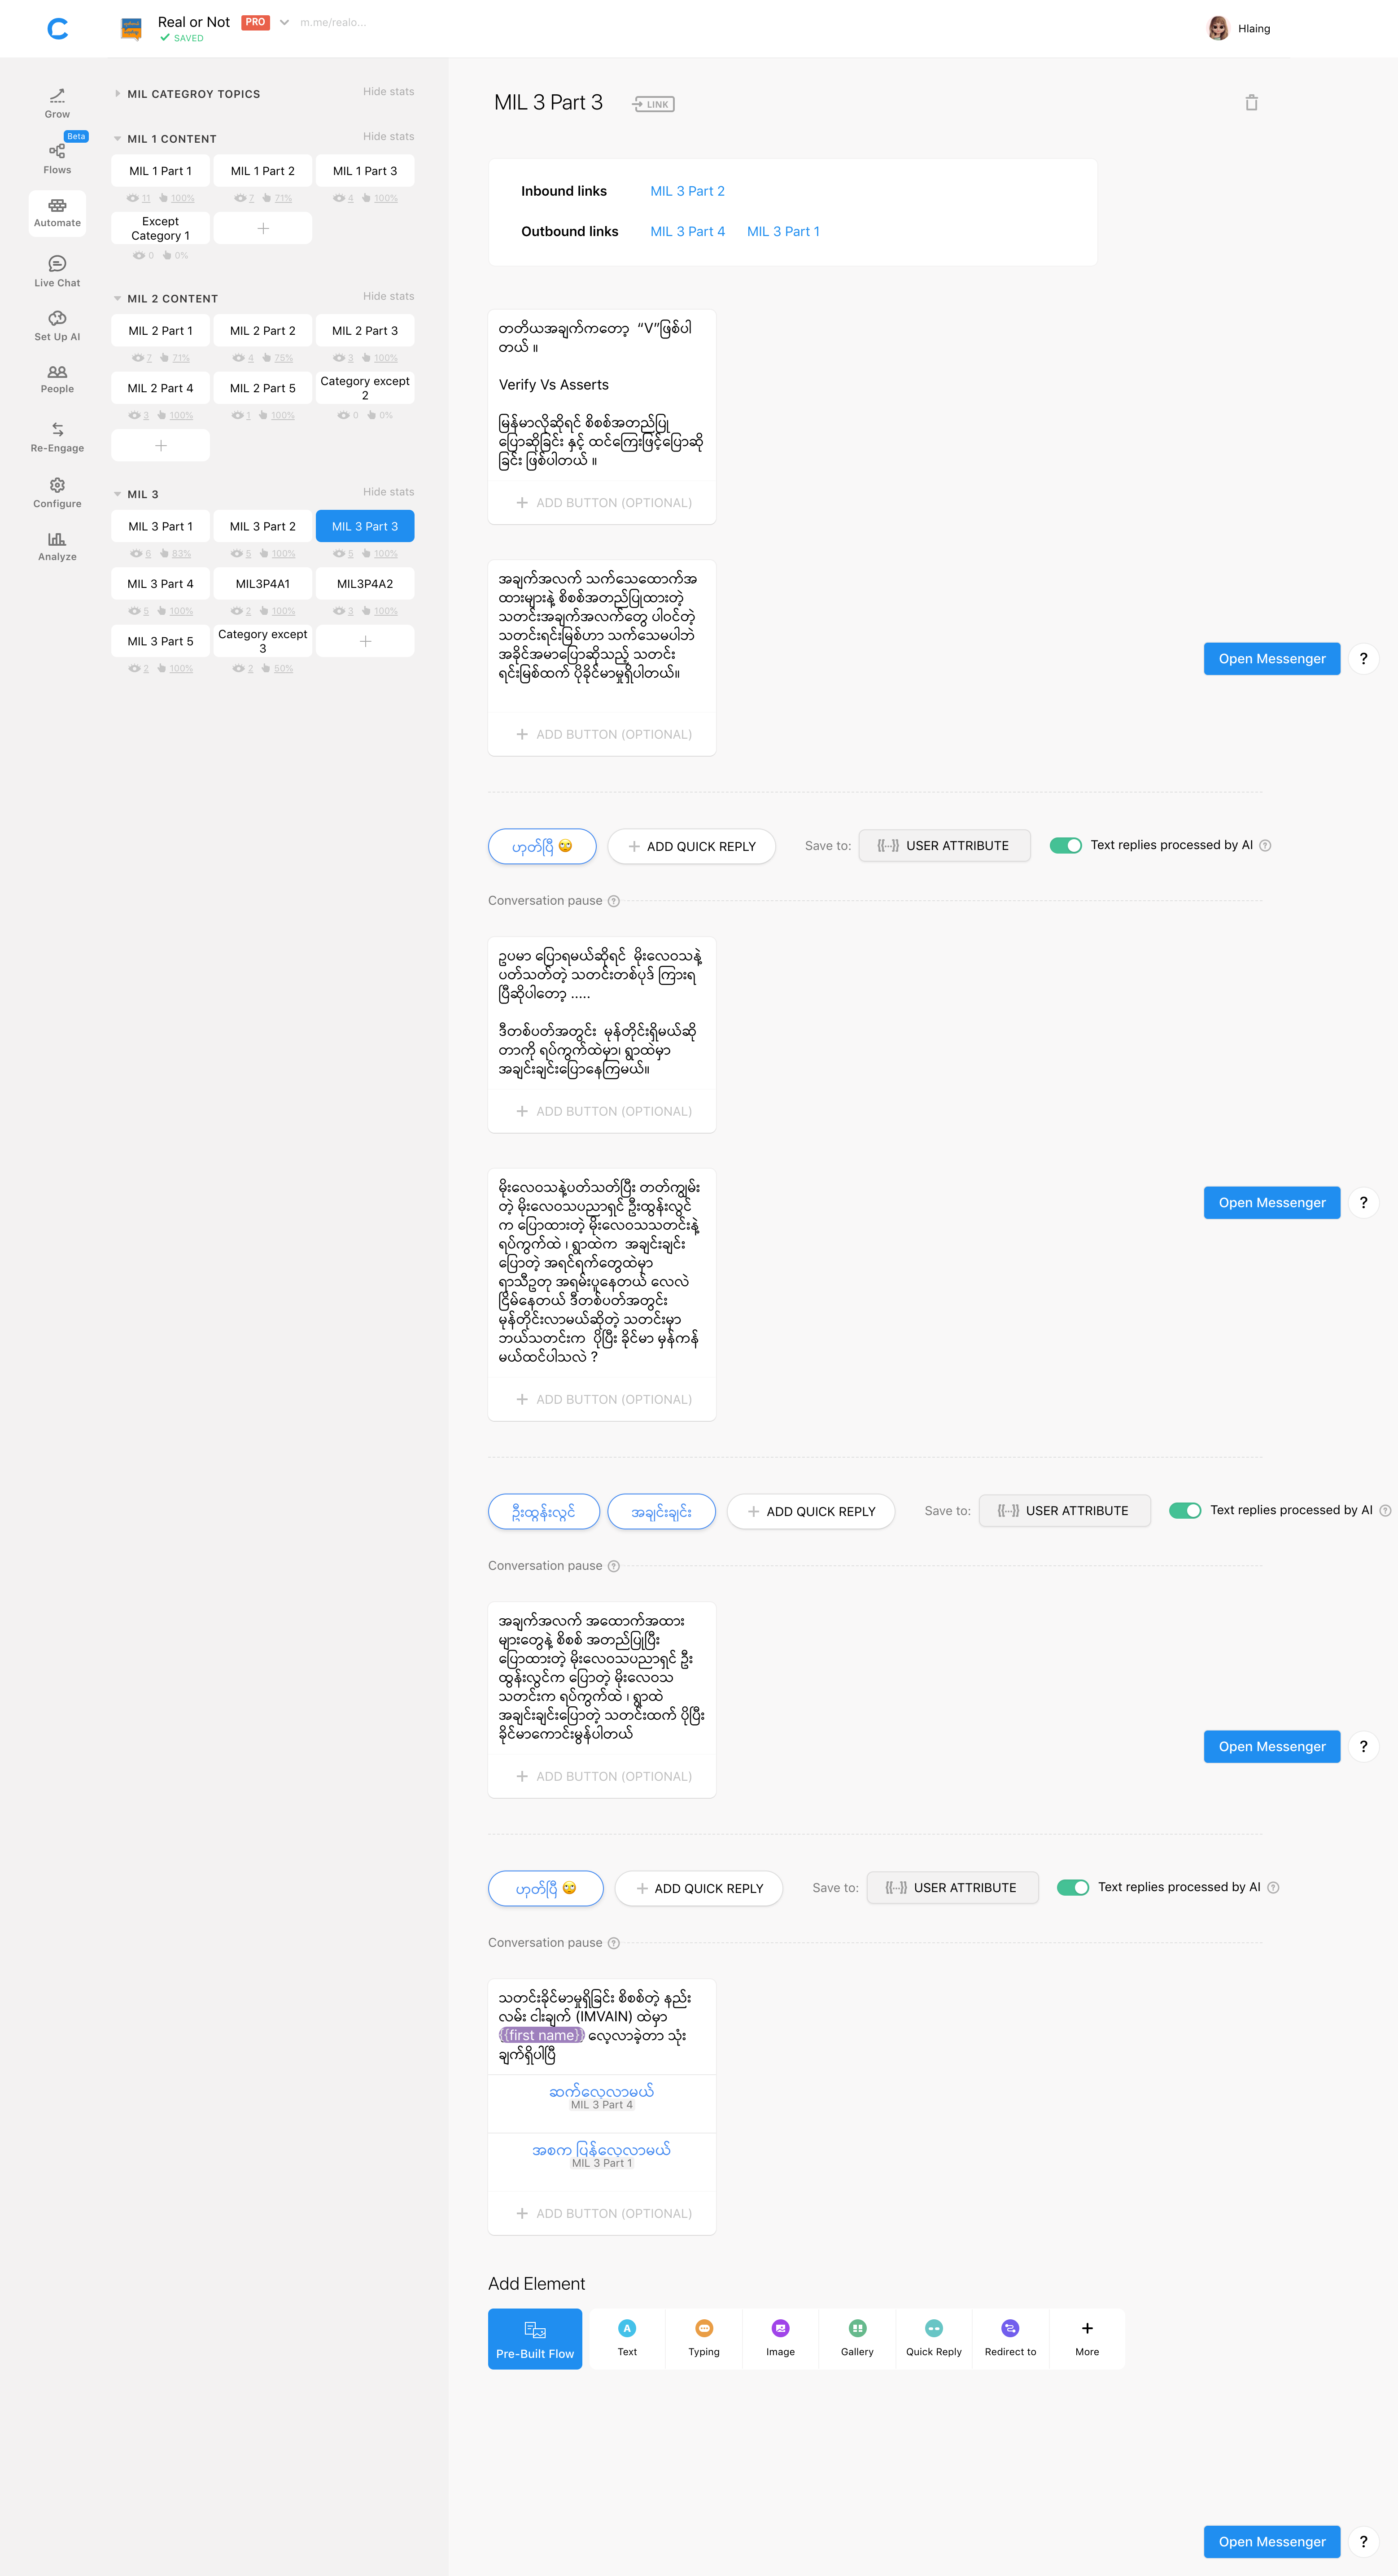 Real or Not
PRO
m.me/realo...
SAVED
Hlaing
Grow
Beta
Flows
Automate
Live Chat
Set Up AI
People
Re-Engage
Configure
Analyze
MIL CATEGROY TOPICS
Hide stats
MIL 1 CONTENT
Hide stats
MIL 1 Part 1
MIL 1 Part 2
MIL 1 Part 3
11 100%
7 71%
4 100%
Except
Category 1
0 0%
MIL 2 CONTENT
Hide stats
MIL 2 Part 1
MIL 2 Part 2
MIL 2 Part 3
7 71%
4 75%
3 100%
MIL 2 Part 4
MIL 2 Part 5
Category except
2
3 100%
1 100%
0 0%
MIL 3
Hide stats
MIL 3 Part 1
MIL 3 Part 2
MIL 3 Part 3
6 83%
5 100%
5 100%
MIL 3 Part 4
MIL3P4A1
MIL3P4A2
5 100%
2 100%
3 100%
MIL 3 Part 5
Category except
3
2 100%
2 50%
MIL 3 Part 3
LINK
Inbound links MIL 3 Part 2
Outbound links MIL 3 Part 4 MIL 3 Part 1
တတိယအချက်ကတော့ “V”ဖြစ်ပါ
တယ် ။
Verify Vs Asserts
မြန်မာလိုဆိုရင် စိစစ်အတည်ပြု
ပြောဆိုခြင်း နှင့် ထင်ကြေးဖြင့်ပြောဆို
ခြင်း ဖြစ်ပါတယ် ။
ADD BUTTON (OPTIONAL)
အချက်အလက် သက်သေထောက်အ
ထားများနဲ့ စိစစ်အတည်ပြုထားတဲ့
သတင်းအချက်အလက်တွေ ပါဝင်တဲ့
သတင်းရင်းမြစ်ဟာ သက်သေမပါဘဲ
အခိုင်အမာပြောဆိုသည့် သတင်း
ရင်းမြစ်ထက် ပိုခိုင်မာမှုရှိပါတယ်။
ADD BUTTON (OPTIONAL)
Open Messenger
?
ဟုတ်ပြီ 🙄
ADD QUICK REPLY
Save to:
{{...}} USER ATTRIBUTE
Text replies processed by AI ?
Conversation pause ?
ဥပမာ ပြောရမယ်ဆိုရင် မိုးလေဝသနဲ့
ပတ်သတ်တဲ့ သတင်းတစ်ပုဒ် ကြားရ
ပြီဆိုပါတော့ .....
ဒီတစ်ပတ်အတွင်း မုန်တိုင်းရှိမယ်ဆို
တာကို ရပ်ကွက်ထဲမှာ၊ ရွာထဲမှာ
အချင်းချင်းပြောနေကြမယ်။
ADD BUTTON (OPTIONAL)
မိုးလေဝသနဲ့ပတ်သတ်ပြီး တတ်ကျွမ်း
တဲ့ မိုးလေဝသပညာရှင် ဦးထွန်းလွင်
က ပြောထားတဲ့ မိုးလေဝသသတင်းနဲ့
ရပ်ကွက်ထဲ ၊ ရွာထဲက အချင်းချင်း
ပြောတဲ့ အရင်ရက်တွေထဲမှာ
ရာသီဥတု အရမ်းပူနေတယ် လေလဲ
ငြိမ်နေတယ် ဒီတစ်ပတ်အတွင်း
မုန်တိုင်းလာမယ်ဆိုတဲ့ သတင်းမှာ
ဘယ်သတင်းက ပိုပြီး ခိုင်မာ မှန်ကန်
မယ်ထင်ပါသလဲ ?
ADD BUTTON (OPTIONAL)
Open Messenger
?
ဦးထွန်းလွင်
အချင်းချင်း
ADD QUICK REPLY
Save to:
{{...}} USER ATTRIBUTE
Text replies processed by AI ?
Conversation pause ?
အချက်အလက် အထောက်အထား
များတွေနဲ့ စိစစ် အတည်ပြုပြီး
ပြောထားတဲ့ မိုးလေဝသပညာရှင် ဦး
ထွန်းလွင်က ပြောတဲ့ မိုးလေဝသ
သတင်းက ရပ်ကွက်ထဲ ၊ ရွာထဲ
အချင်းချင်းပြောတဲ့ သတင်းထက် ပိုပြီး
ခိုင်မာကောင်းမွန်ပါတယ်
ADD BUTTON (OPTIONAL)
Open Messenger
?
ဟုတ်ပြီ 🙄
ADD QUICK REPLY
Save to:
{{...}} USER ATTRIBUTE
Text replies processed by AI ?
Conversation pause ?
သတင်းခိုင်မာမှုရှိခြင်း စိစစ်တဲ့ နည်း
လမ်း ငါးချက် (IMVAIN) ထဲမှာ
{{first name}} လေ့လာခဲ့တာ သုံး
ချက်ရှိပါပြီ
ဆက်လေ့လာမယ်
MIL 3 Part 4
အစက ပြန်လေ့လာမယ်
MIL 3 Part 1
ADD BUTTON (OPTIONAL)
Add Element
Pre-Built Flow
Text
Typing
Image
Gallery
Quick Reply
Redirect to
More
Open Messenger
?